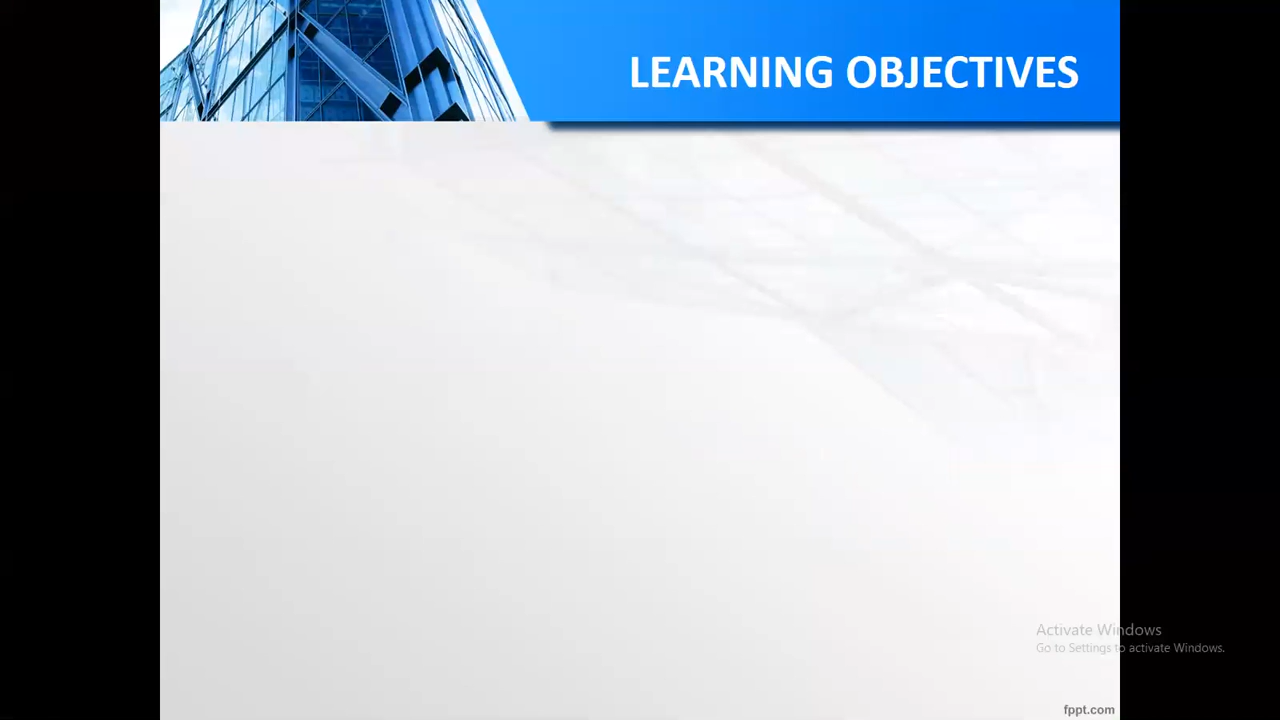 LEARNING OBJECTIVES
Activate Windows
Go to Settings to activate Windows.
fppt.com